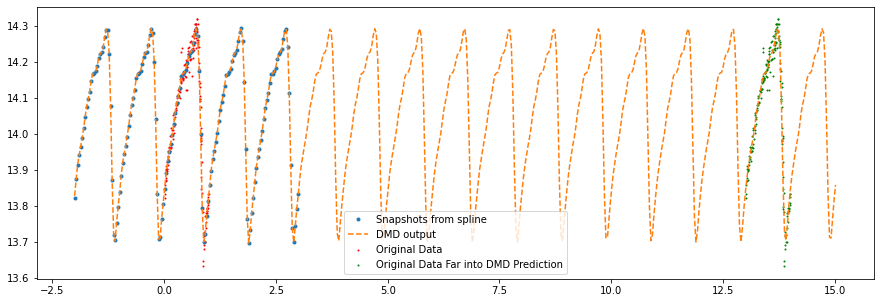 14.3
14.2
14.1
14.0
13.9
13.8
13.7
13.6
Snapshots from spline
DMD output
Original Data
Original Data Far into DMD Prediction
−2.5 0.0 2.5 5.0 7.5 10.0 12.5 15.0